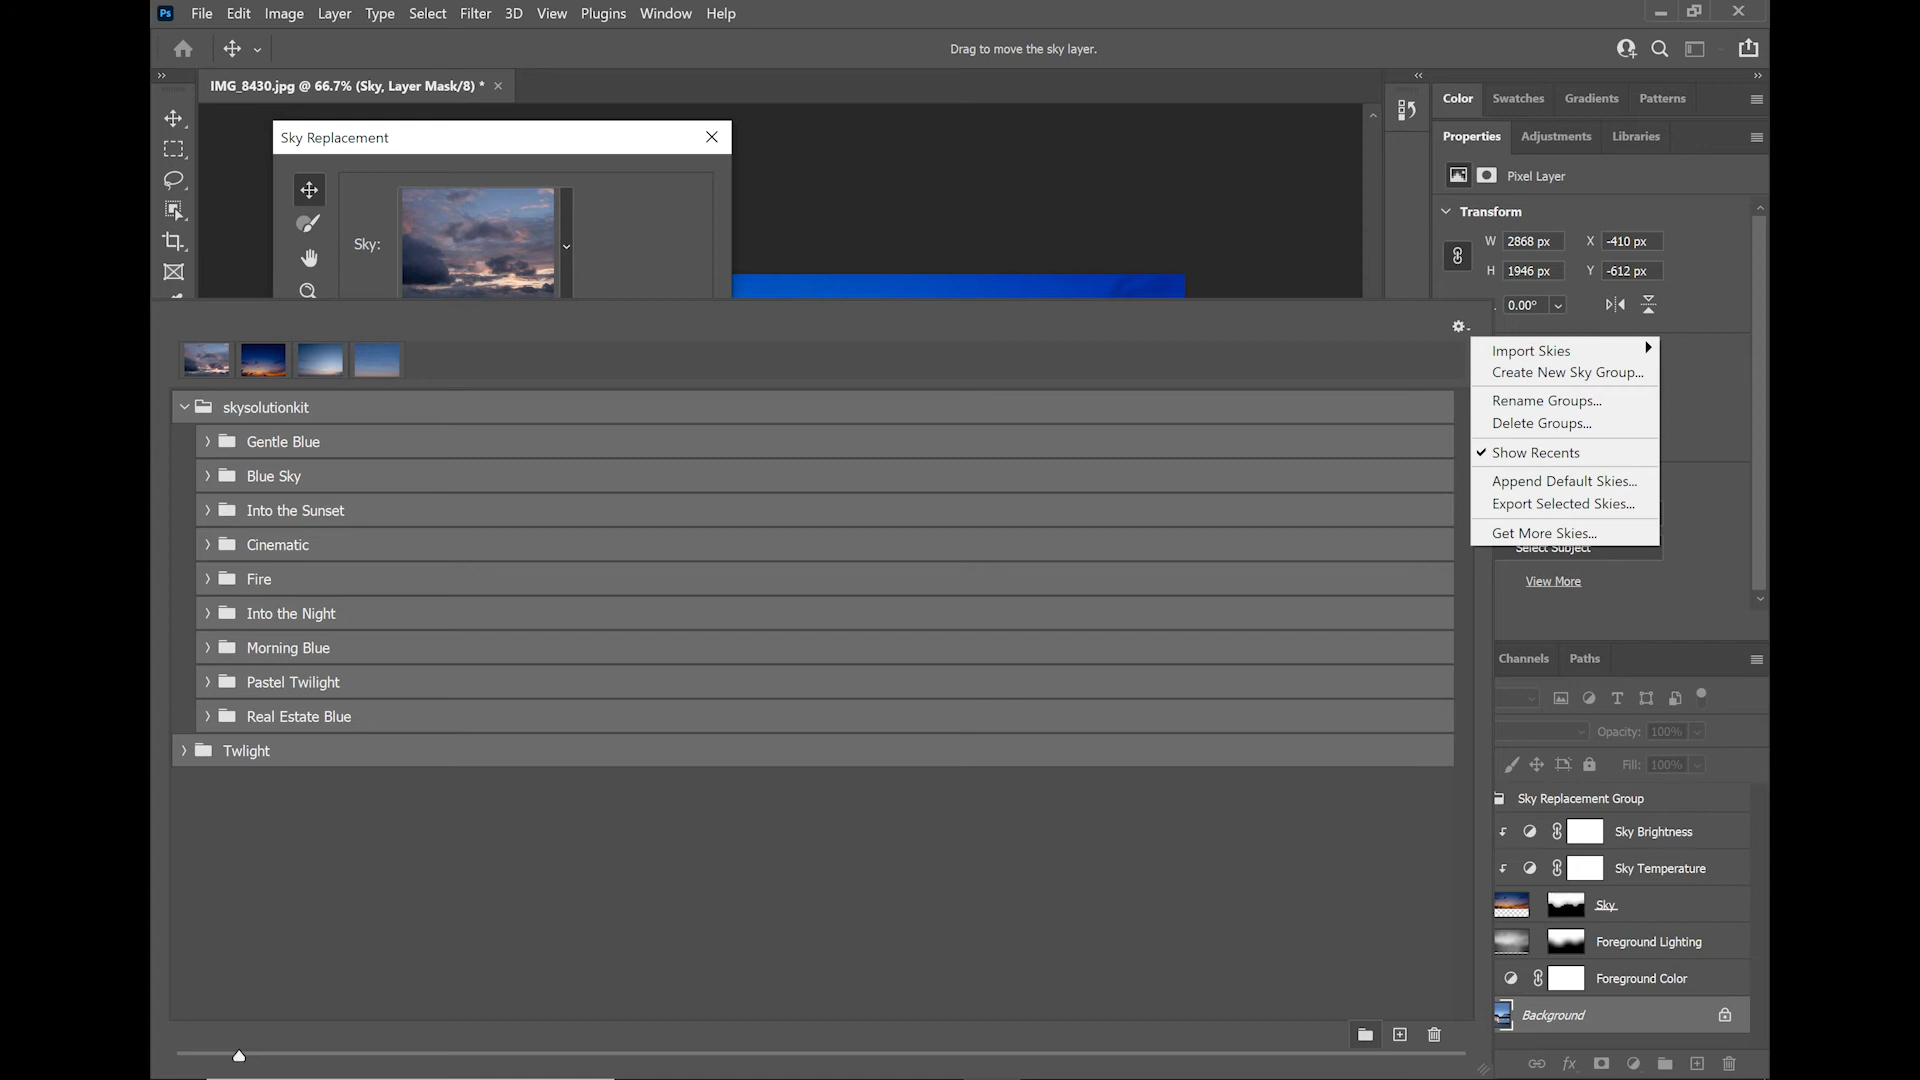 Ps File Edit Image Layer Type Select Filter 3D View Plugins Window Help
Drag to move the sky layer.
IMG_8430.jpg @ 66.7% (Sky, Layer Mask/8) *
Color Swatches Gradients Patterns
Properties Adjustments Libraries
Sky Replacement
Sky:
Pixel Layer
Transform
W 2868 px X -410 px
H 1946 px Y -612 px
0.00°
Import Skies
Create New Sky Group...
Rename Groups...
Delete Groups...
Show Recents
Append Default Skies...
Export Selected Skies...
Get More Skies...
Select Subject
View More
skysolutionkit
Gentle Blue
Blue Sky
Into the Sunset
Cinematic
Fire
Into the Night
Morning Blue
Pastel Twilight
Real Estate Blue
Twlight
Channels Paths
Opacity: 100%
Fill: 100%
Sky Replacement Group
Sky Brightness
Sky Temperature
Sky
Foreground Lighting
Foreground Color
Background
fx